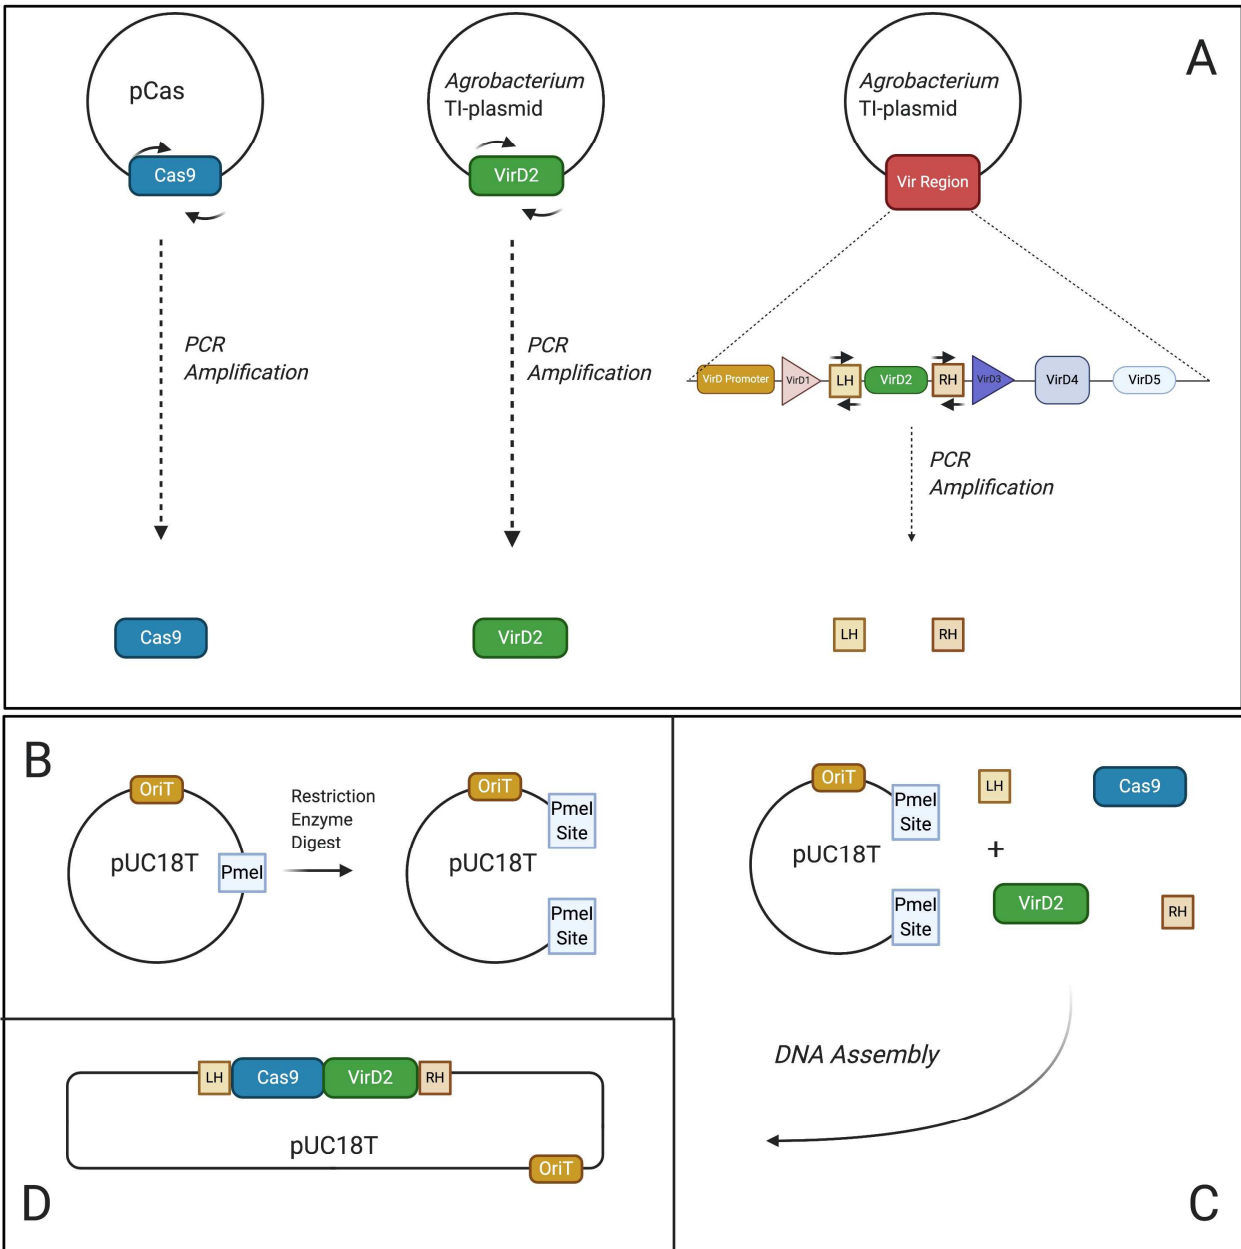 A
pCas
Cas9
Agrobacterium
TI-plasmid
VirD2
Agrobacterium
TI-plasmid
Vir Region
PCR
Amplification
PCR
Amplification
VirD Promoter
VirD1
LH
VirD2
RH
VirD3
VirD4
VirD5
PCR
Amplification
Cas9
VirD2
LH
RH
B
OriT
pUC18T
PmeI
Restriction
Enzyme
Digest
OriT
pUC18T
PmeI
Site
PmeI
Site
OriT
pUC18T
PmeI
Site
PmeI
Site
LH
Cas9
+
VirD2
RH
DNA Assembly
C
LH
Cas9
VirD2
RH
pUC18T
OriT
D